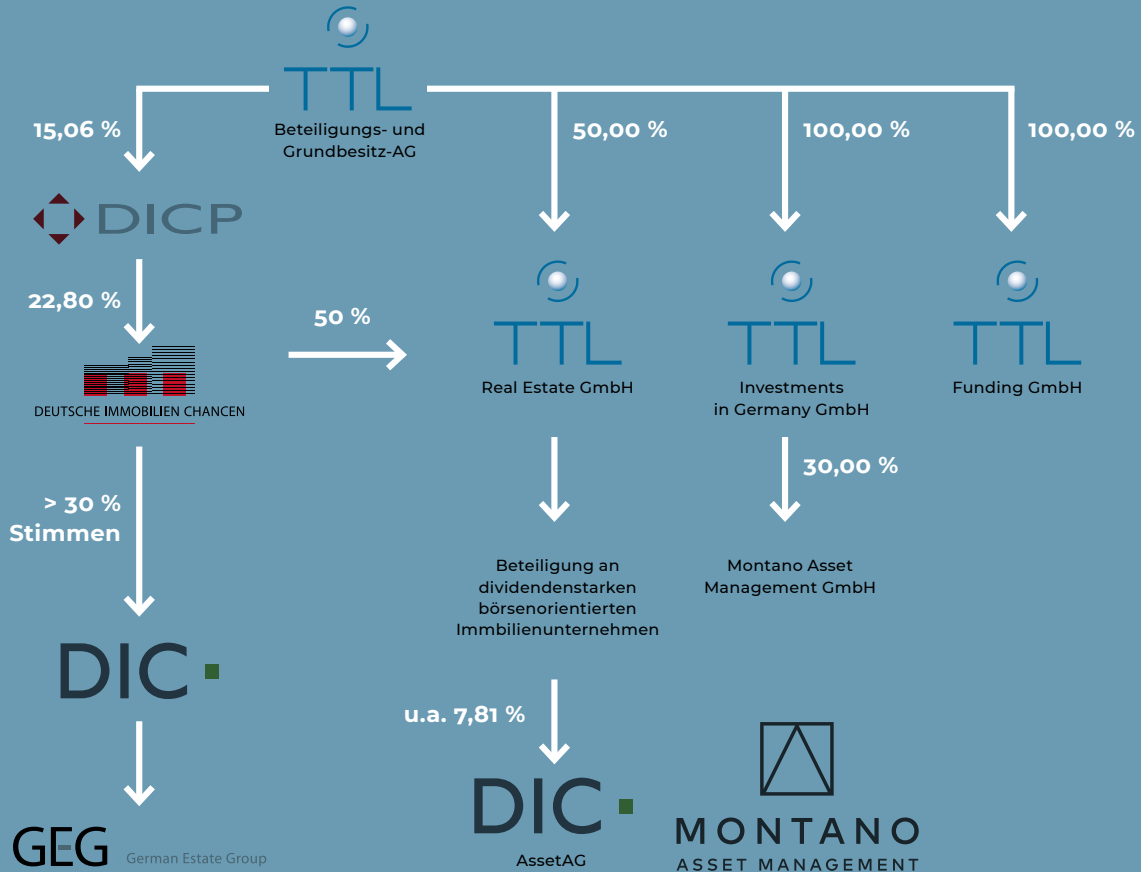 TTL
Beteiligungs- und
Grundbesitz-AG
15,06 %
50,00 %
100,00 %
100,00 %
DICP
22,80 %
50 %
DEUTSCHE IMMOBILIEN CHANCEN
TTL
Real Estate GmbH
TTL
Investments
in Germany GmbH
TTL
Funding GmbH
30,00 %
> 30 %
Stimmen
Beteiligung an
dividendenstarken
börsenorientierten
Immbilienunternehmen
Montano Asset
Management GmbH
DIC
u.a. 7,81 %
DIC
AssetAG
MONTANO
ASSET MANAGEMENT
GEG German Estate Group